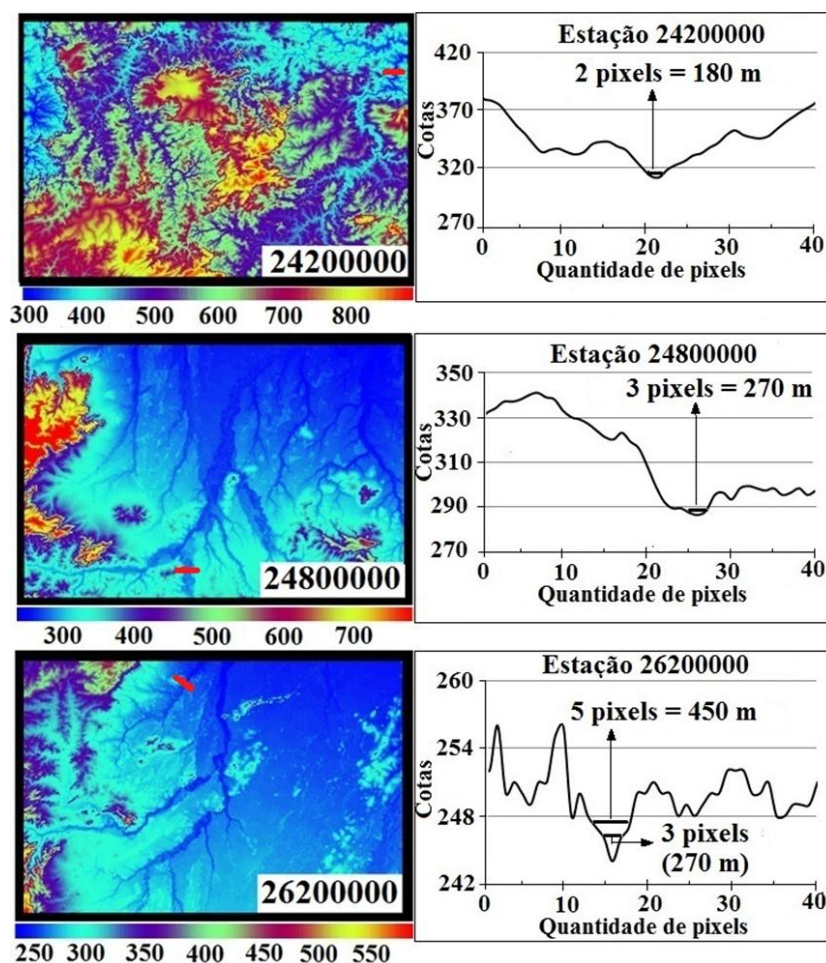 24200000
300 400 500 600 700 800
Estação 24200000
2 pixels = 180 m
Cotas
420
370
320
270
0 10 20 30 40
Quantidade de pixels
24800000
300 400 500 600 700
Estação 24800000
3 pixels = 270 m
Cotas
350
330
310
290
270
0 10 20 30 40
Quantidade de pixels
26200000
250 300 350 400 450 500 550
Estação 26200000
5 pixels = 450 m
Cotas
260
254
248
242
3 pixels
(270 m)
0 10 20 30 40
Quantidade de pixels